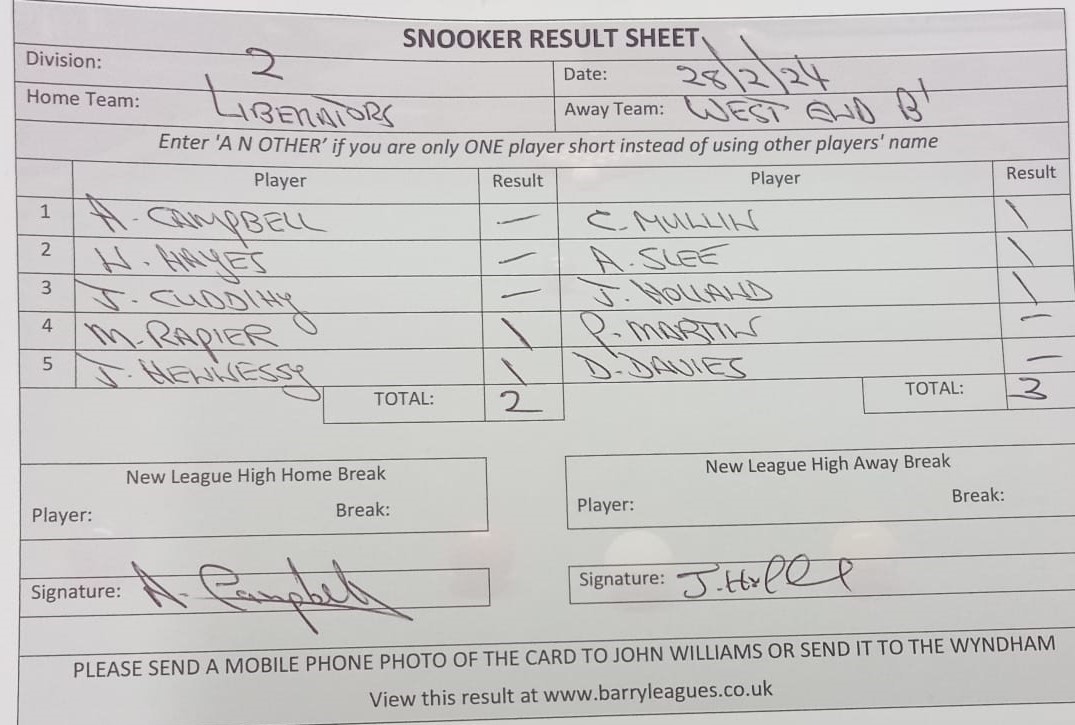 SNOOKER RESULT SHEET
Division: 2 Date: 28/2/24
Home Team: LIBERATORS Away Team: WEST END 'B'
Enter 'A N OTHER' if you are only ONE player short instead of using other players' name
Player Result Player Result
1 A. CAMPBELL — C. MULLIN 1
2 N. HAYES — A. SLEE 1
3 J. CUDDIHY — J. HOLLAND 1
4 M. RAPIER 1 P. MARTIN —
5 J. HENNESSY 1 D. DAVIES —
TOTAL: 2 TOTAL: 3
New League High Home Break New League High Away Break
Player: Break: Player: Break:
Signature: A. Campbell Signature: J. Holl
PLEASE SEND A MOBILE PHONE PHOTO OF THE CARD TO JOHN WILLIAMS OR SEND IT TO THE WYNDHAM
View this result at www.barryleagues.co.uk